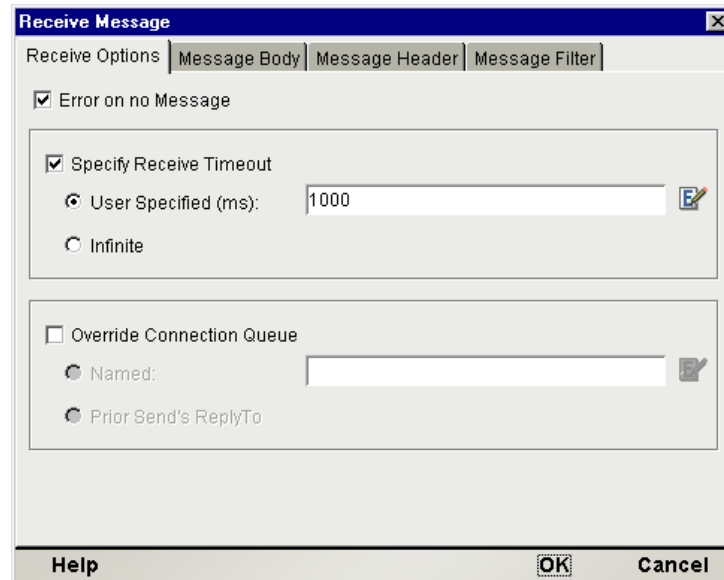 Receive Message
Receive Options Message Body Message Header Message Filter
Error on no Message
Specify Receive Timeout
User Specified (ms): 1000
Infinite
Override Connection Queue
Named:
Prior Send's ReplyTo
Help OK Cancel